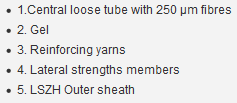 • 1.Central loose tube with 250 µm fibres
• 2. Gel
• 3. Reinforcing yarns
• 4. Lateral strengths members
• 5. LSZH Outer sheath